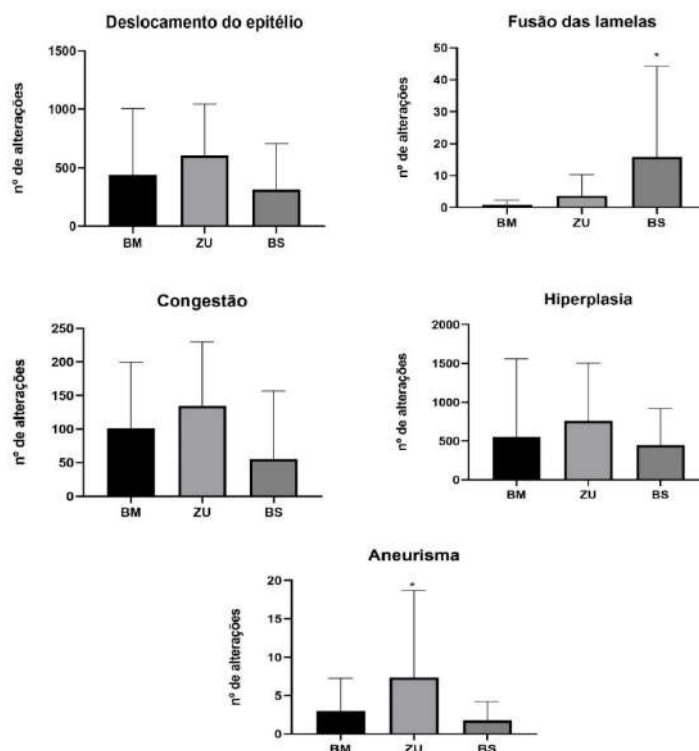 Deslocamento do epitélio
nº de alterações
1500
1000
500
0
BM ZU BS
Fusão das lamelas
nº de alterações
50
40
30
20
10
0
*
BM ZU BS
Congestão
nº de alterações
250
200
150
100
50
0
BM ZU BS
Hiperplasia
nº de alterações
2000
1500
1000
500
0
BM ZU BS
Aneurisma
nº de alterações
20
15
10
5
0
*
BM ZU BS